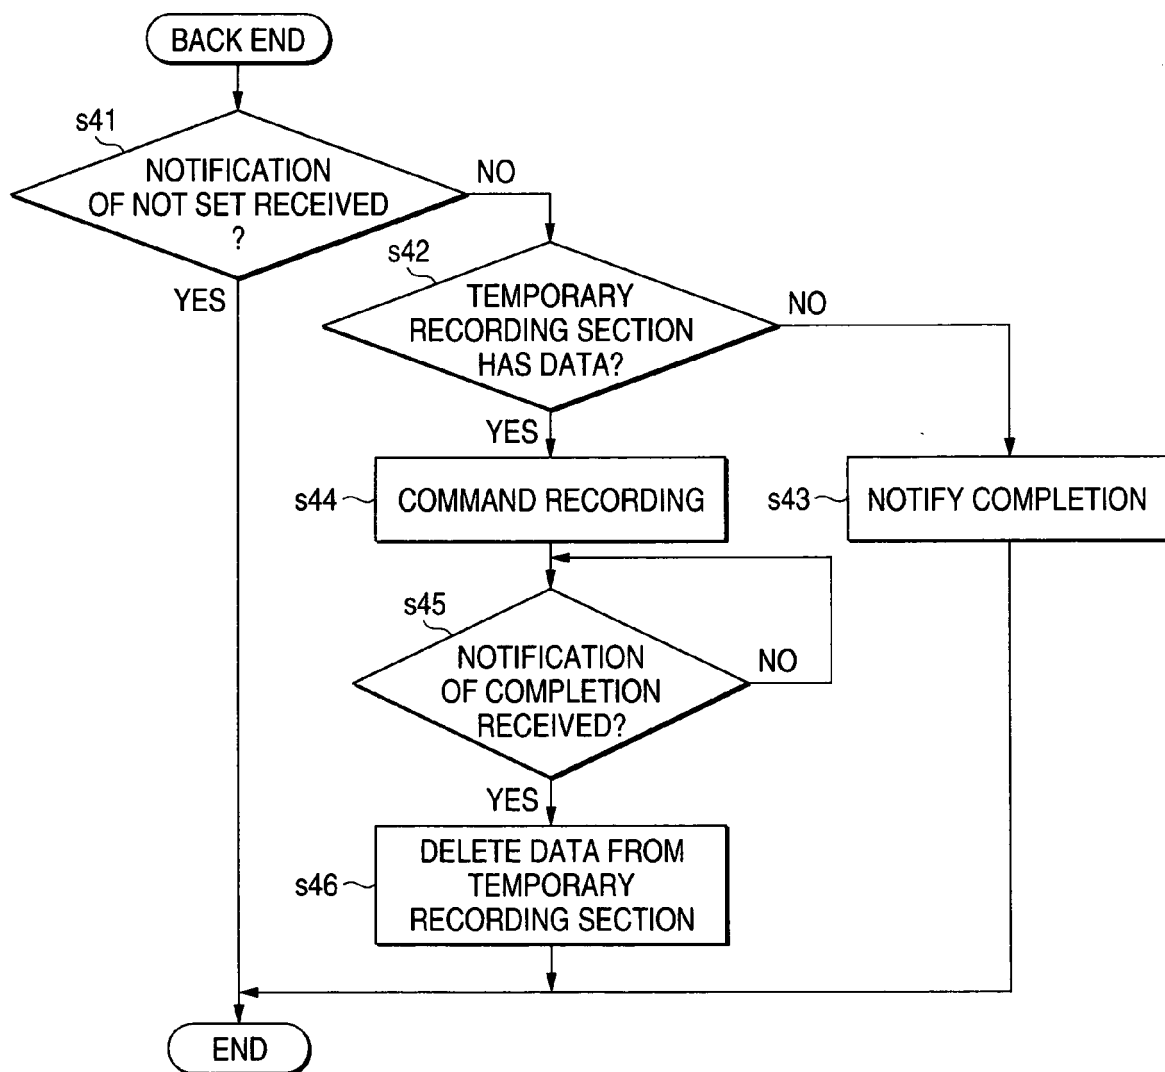 BACK END
s41
NOTIFICATION
OF NOT SET RECEIVED
?
NO
YES
s42
TEMPORARY
RECORDING SECTION
HAS DATA?
NO
YES
s44
COMMAND RECORDING
s43
NOTIFY COMPLETION
s45
NOTIFICATION
OF COMPLETION
RECEIVED?
NO
YES
s46
DELETE DATA FROM
TEMPORARY
RECORDING SECTION
END